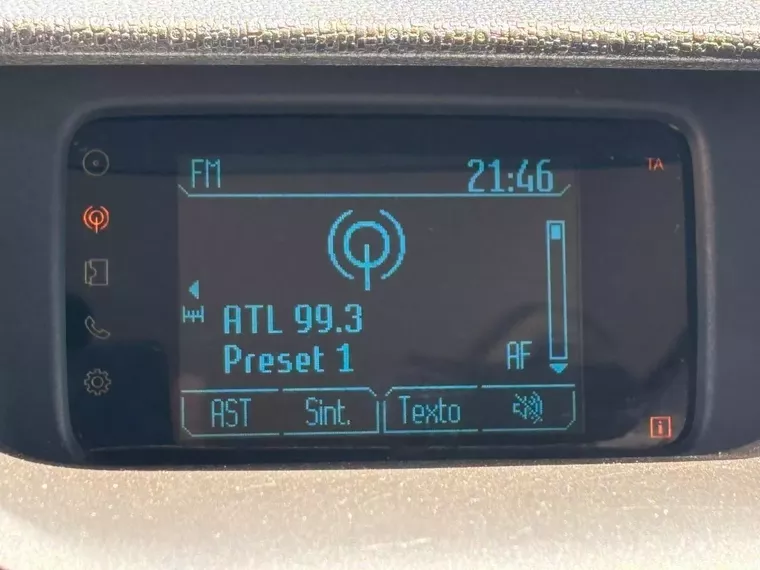 FM 21:46
TA
ATL 99.3
Preset 1 AF
AST Sint. Texto
i